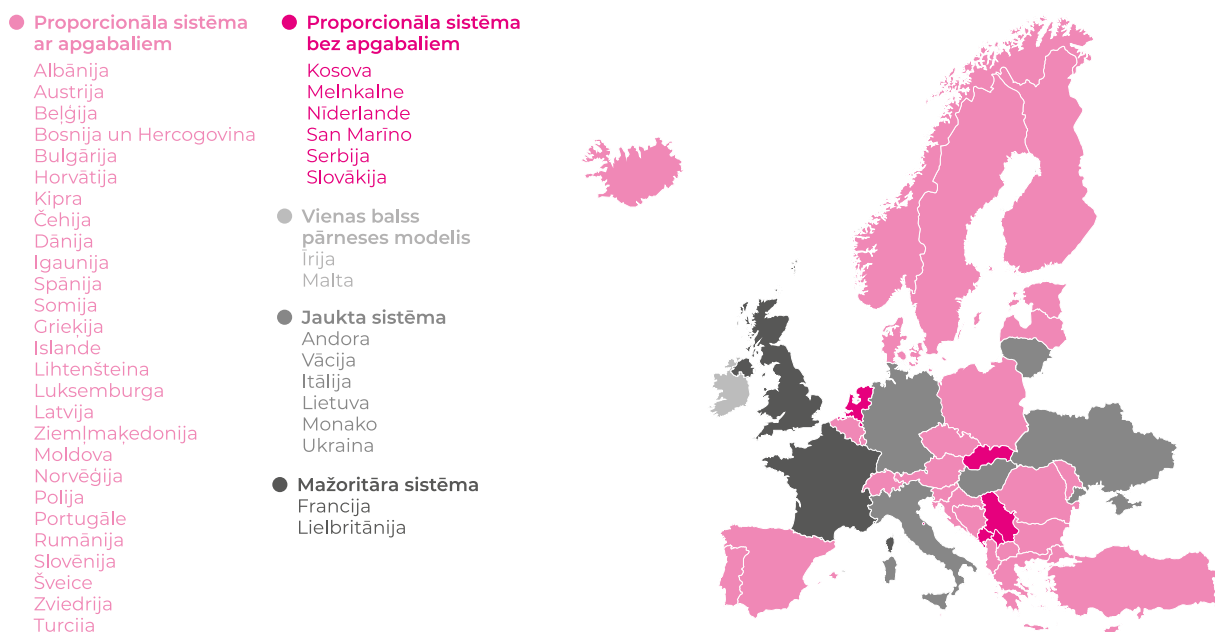 Proporcionāla sistēma
ar apgabaliem
Albānija
Austrija
Beļģija
Bosnija un Hercogovina
Bulgārija
Horvātija
Kipra
Čehija
Dānija
Igaunija
Spānija
Somija
Grieķija
Islande
Lihtenšteina
Luksemburga
Latvija
Ziemļmaķedonija
Moldova
Norvēģija
Polija
Portugāle
Rumānija
Slovēnija
Šveice
Zviedrija
Turcija
Proporcionāla sistēma
bez apgabaliem
Kosova
Melnkalne
Nīderlande
San Marīno
Serbija
Slovākija
Vienas balss
pārneses modelis
Īrija
Malta
Jaukta sistēma
Andora
Vācija
Itālija
Lietuva
Monako
Ukraina
Mažoritāra sistēma
Francija
Lielbritānija